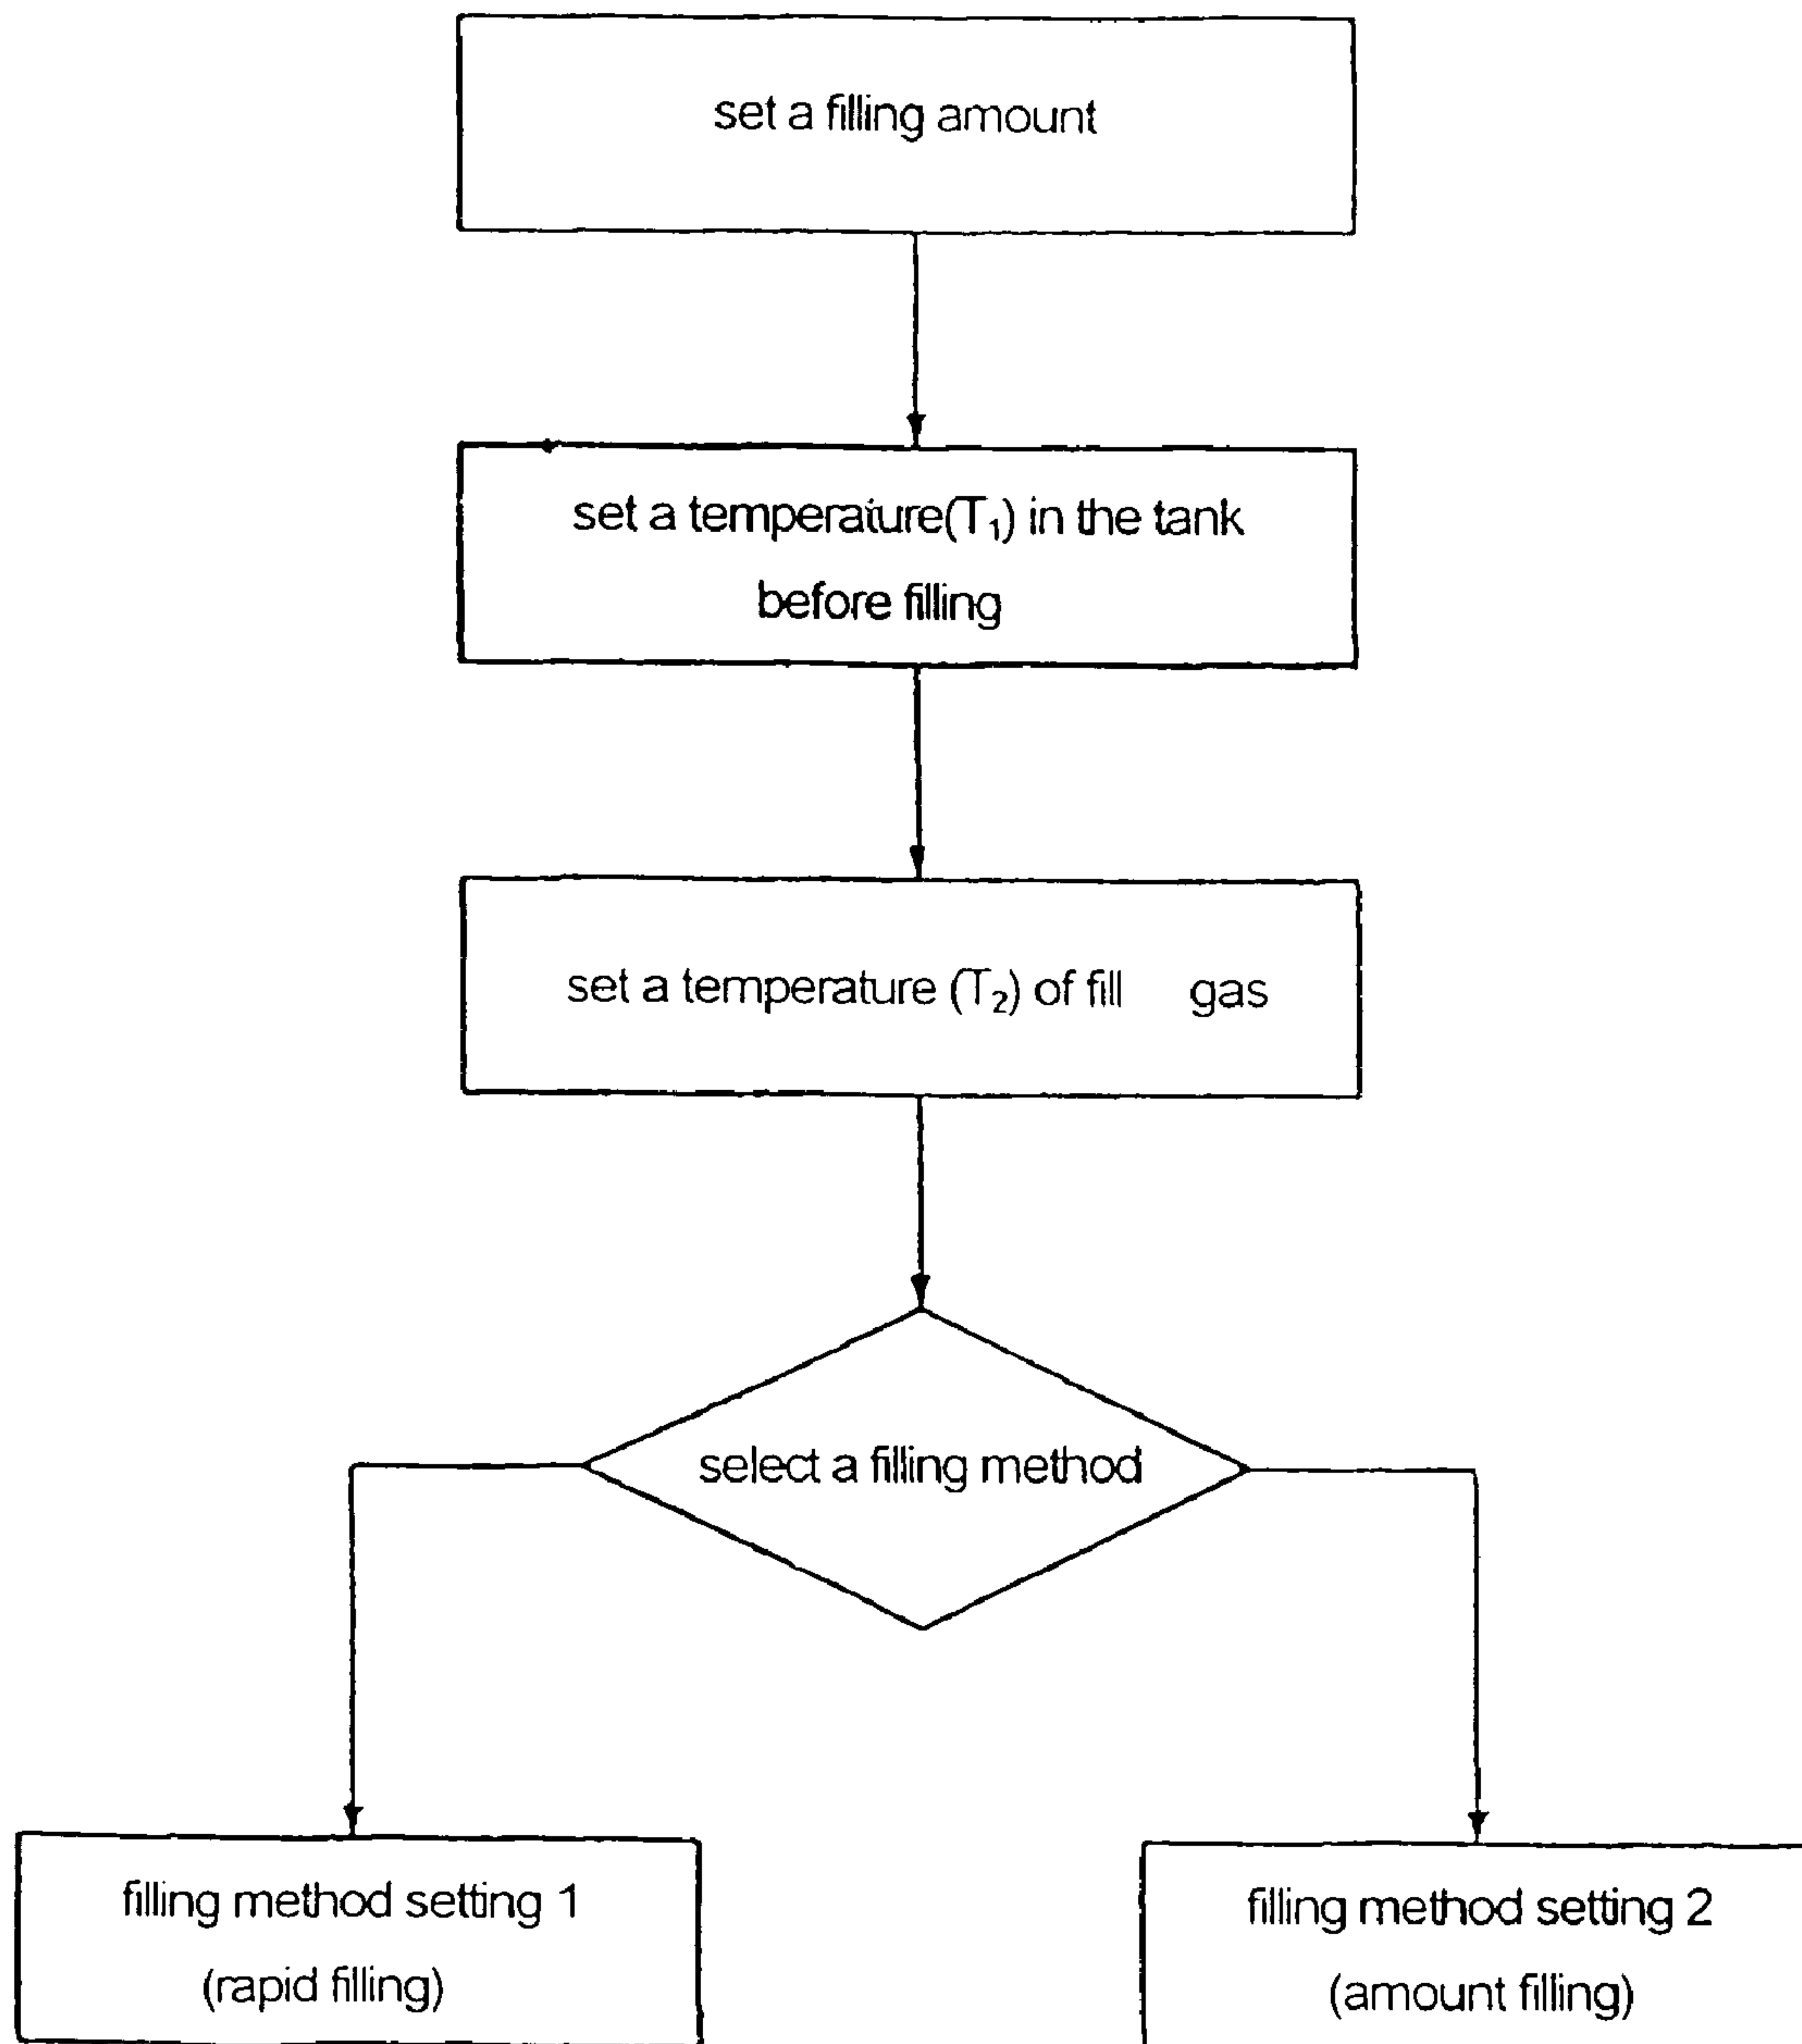 set a filling amount
set a temperature(T₁) in the tank
before filling
set a temperature (T₂) of fill gas
select a filling method
filling method setting 1
(rapid filling)
filling method setting 2
(amount filling)